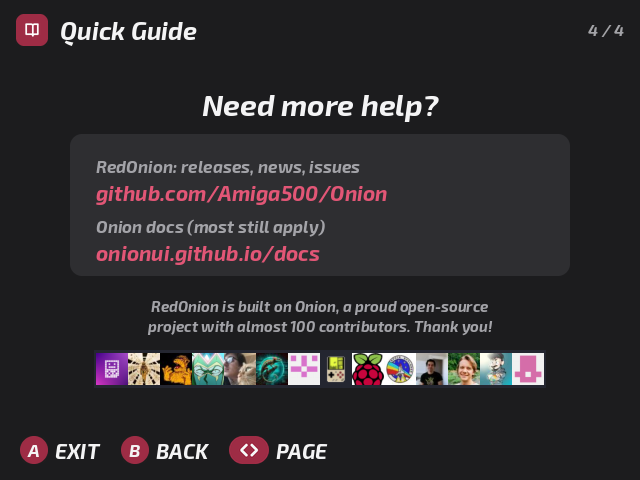 Quick Guide
4 / 4
Need more help?
RedOnion: releases, news, issues
github.com/Amiga500/Onion
Onion docs (most still apply)
onionui.github.io/docs
RedOnion is built on Onion, a proud open-source
project with almost 100 contributors. Thank you!
A EXIT B BACK <> PAGE